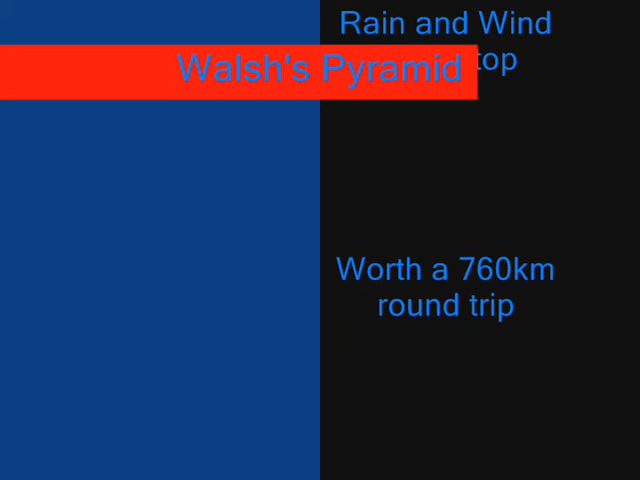 Rain and Wind
top
Walsh's Pyramid
Worth a 760km
round trip